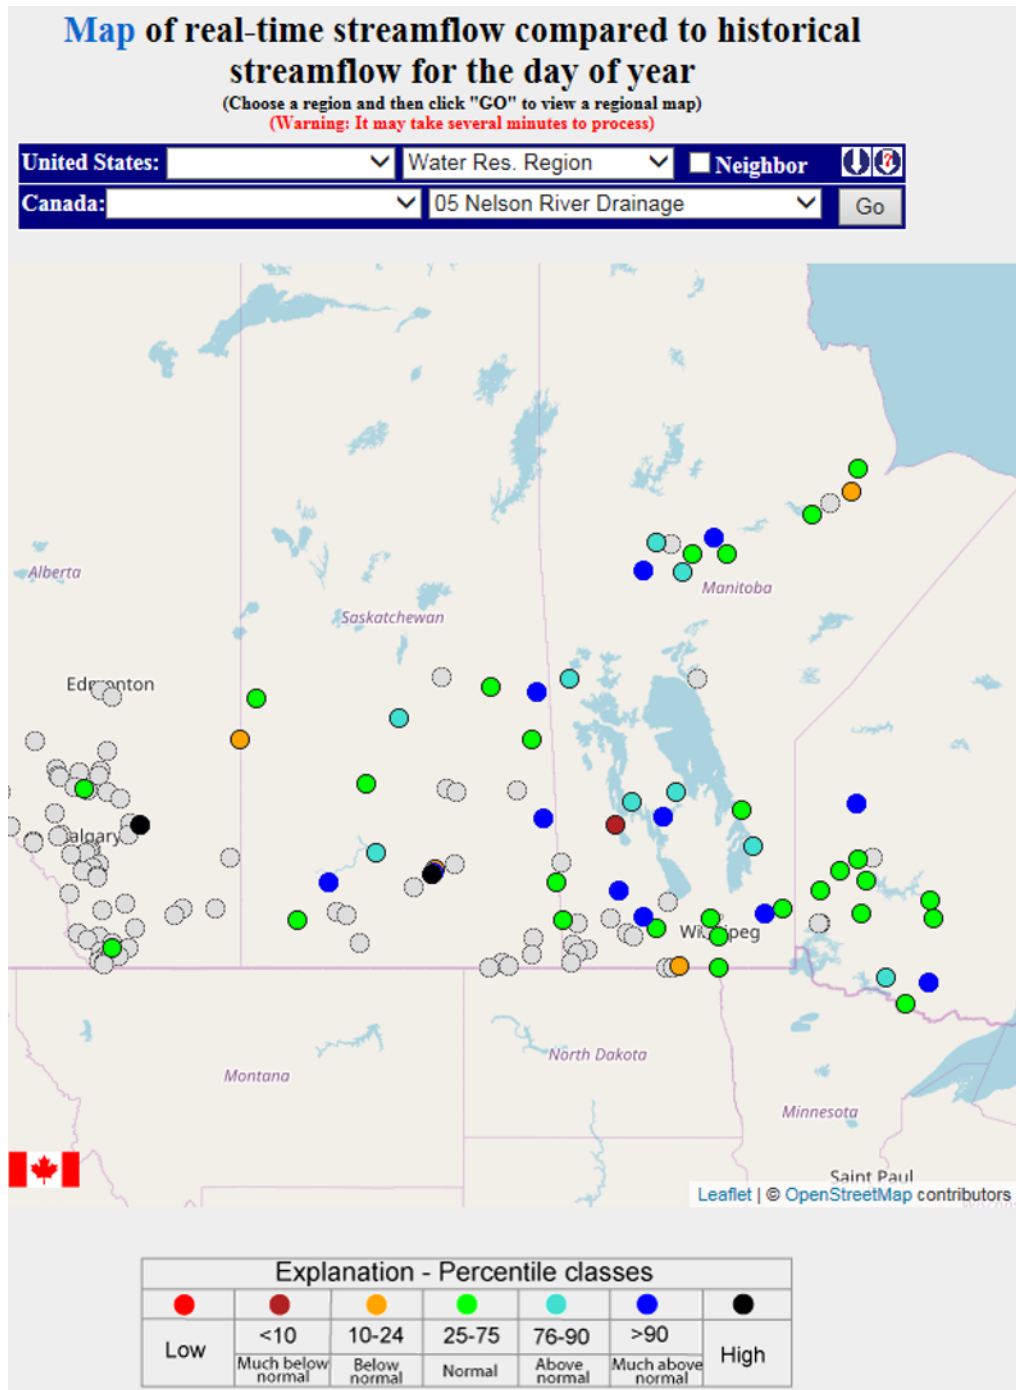 Map of real-time streamflow compared to historical
streamflow for the day of year
(Choose a region and then click "GO" to view a regional map)
(Warning: It may take several minutes to process)
United States: Water Res. Region Neighbor
Canada: 05 Nelson River Drainage Go
Alberta
Manitoba
Saskatchewan
Edmonton
algary
Winnipeg
North Dakota
Montana
Minnesota
Saint Paul
Leaflet | © OpenStreetMap contributors
Explanation - Percentile classes
Low <10 10-24 25-75 76-90 >90 High
Much below normal Below normal Normal Above normal Much above normal